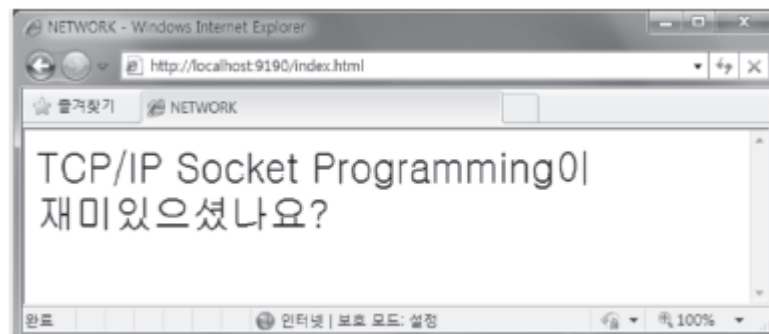 NETWORK - Windows Internet Explorer
http://localhost:9190/index.html
즐겨찾기 NETWORK
TCP/IP Socket Programming이
재미있으셨나요?
완료 인터넷 | 보호 모드: 설정 100%